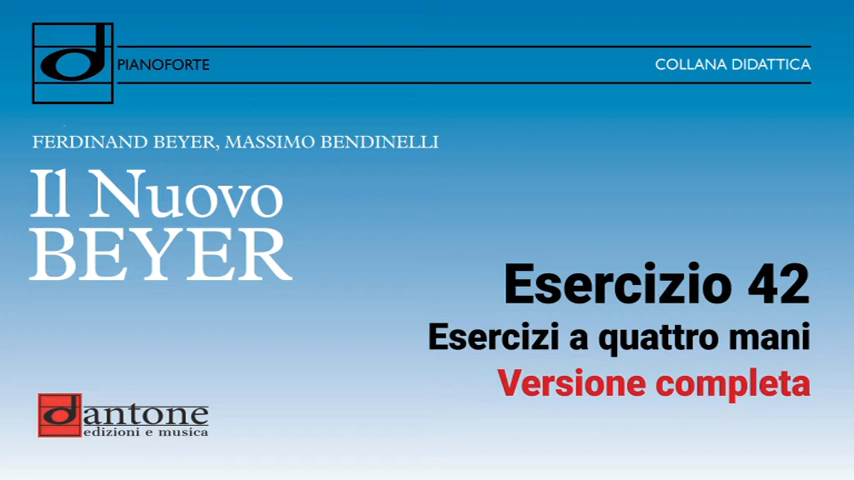 PIANOFORTE
COLLANA DIDATTICA
FERDINAND BEYER, MASSIMO BENDINELLI
Il Nuovo
BEYER
Esercizio 42
Esercizi a quattro mani
Versione completa
dantone
edizioni e musica